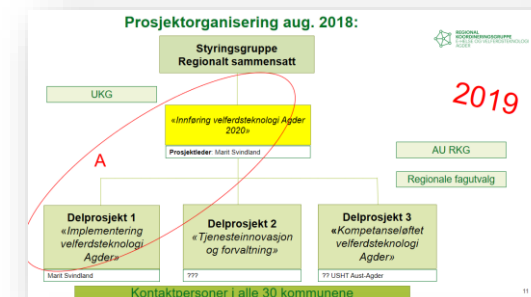 Prosjektorganisering aug. 2018:
REGIONAL
KOORDINERINGSGRUPPE
E-HELSE OG VELFERDSTEKNOLOGI
AGDER
Styringsgruppe
Regionalt sammensatt
UKG
2019
«Innføring velferdsteknologi Agder
2020»
Prosjektleder: Marit Svindland
A
AU RKG
Regionale fagutvalg
Delprosjekt 1
«Implementering
velferdsteknologi
Agder»
Marit Svindland
Delprosjekt 2
«Tjenesteinnovasjon
og forvaltning»
???
Delprosjekt 3
«Kompetanseløftet
velferdsteknologi
Agder»
?? USHT Aust-Agder
Kontaktpersoner i alle 30 kommunene
11